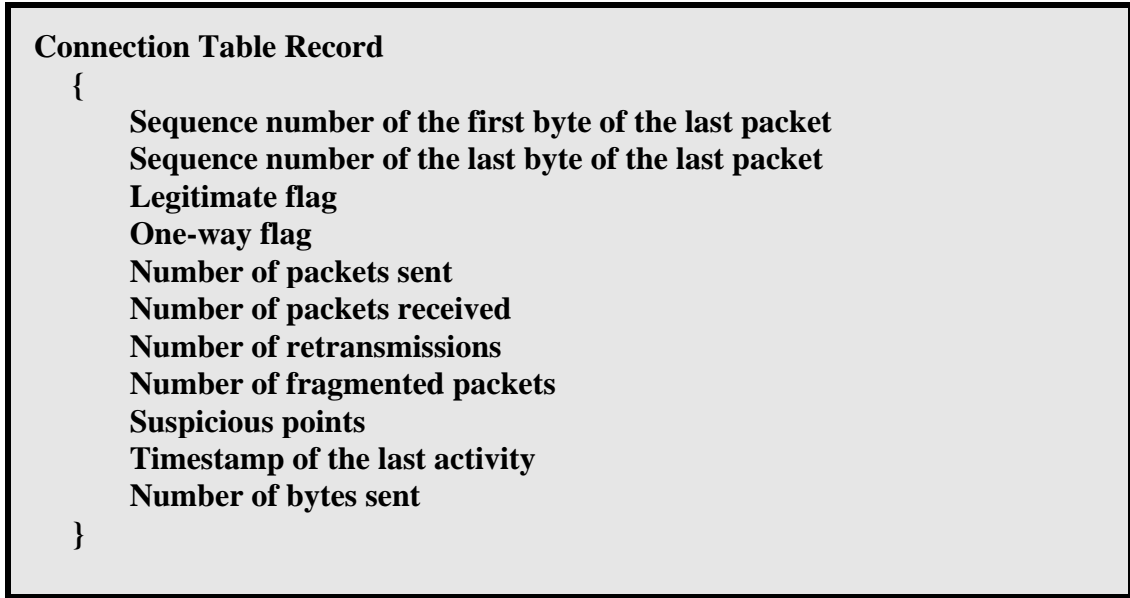 Connection Table Record
{
Sequence number of the first byte of the last packet
Sequence number of the last byte of the last packet
Legitimate flag
One-way flag
Number of packets sent
Number of packets received
Number of retransmissions
Number of fragmented packets
Suspicious points
Timestamp of the last activity
Number of bytes sent
}